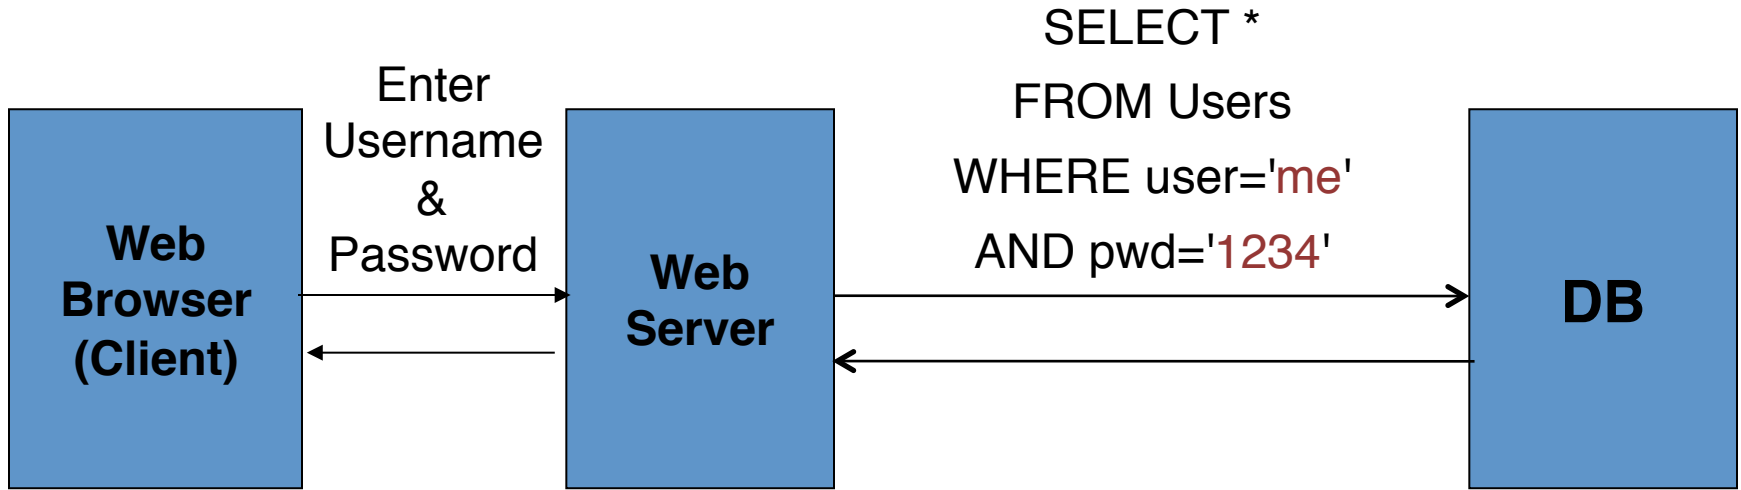 Web
Browser
(Client)
Enter
Username
&
Password
Web
Server
SELECT *
FROM Users
WHERE user='me'
AND pwd='1234'
DB